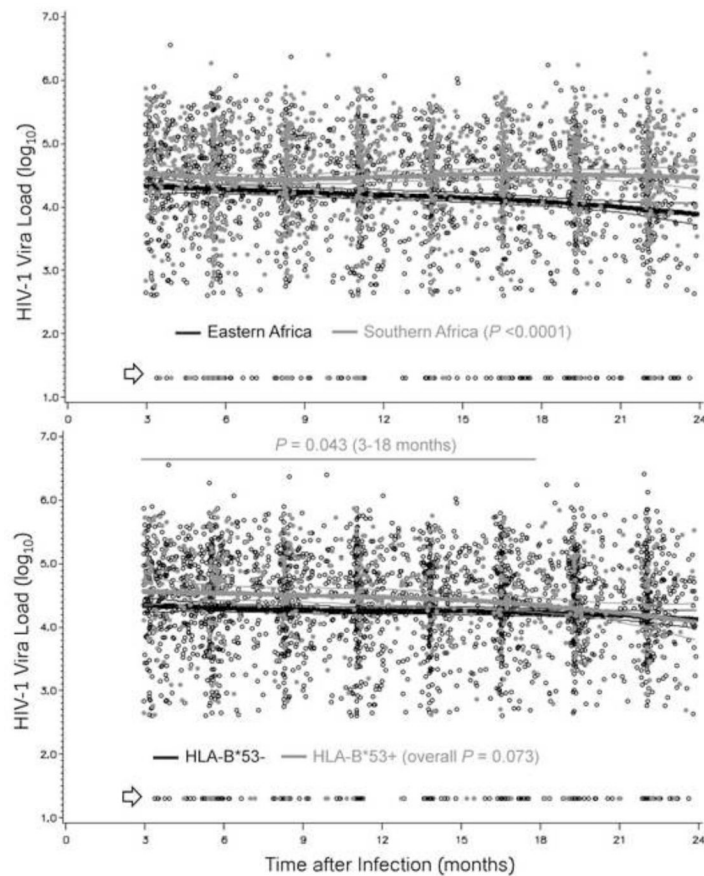 7.0
6.0
5.0
4.0
3.0
2.0
1.0
HIV-1 Vira Load (log10)
Eastern Africa Southern Africa (P <0.0001)
0 3 6 9 12 15 18 21 24
7.0
6.0
5.0
4.0
3.0
2.0
1.0
HIV-1 Vira Load (log10)
P = 0.043 (3-18 months)
HLA-B*53- HLA-B*53+ (overall P = 0.073)
0 3 6 9 12 15 18 21 24
Time after Infection (months)